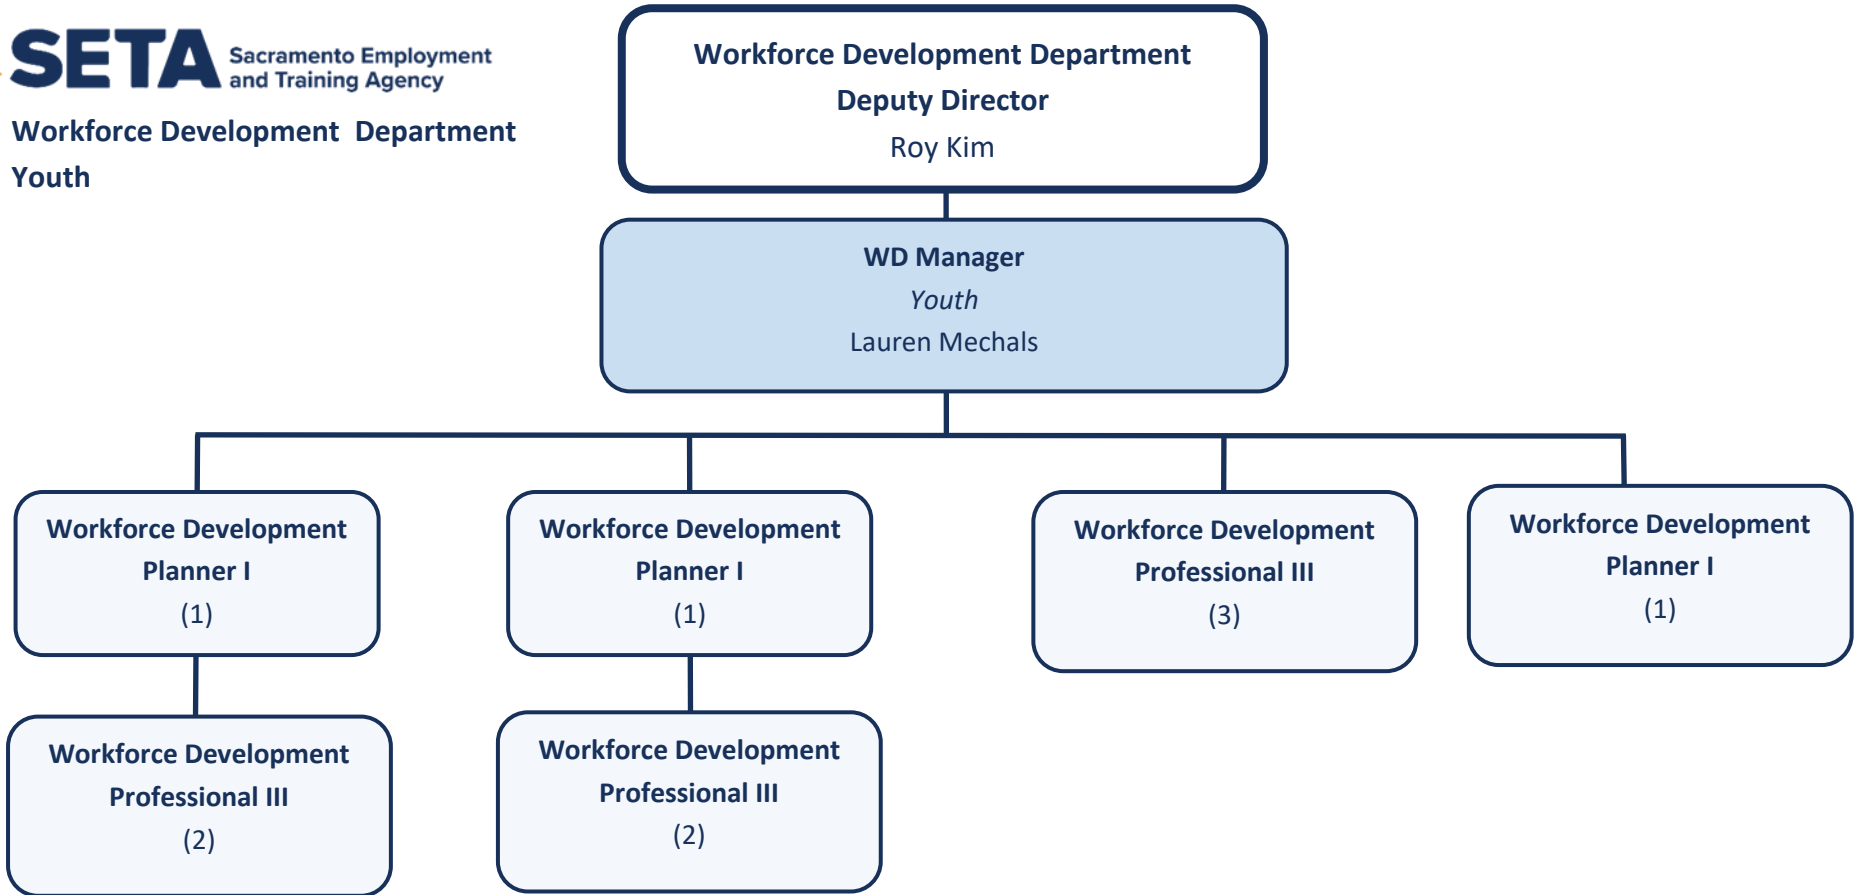 SETA Sacramento Employment
and Training Agency
Workforce Development Department
Youth
Workforce Development Department
Deputy Director
Roy Kim
WD Manager
Youth
Lauren Mechals
Workforce Development
Planner I
(1)
Workforce Development
Planner I
(1)
Workforce Development
Professional III
(3)
Workforce Development
Planner I
(1)
Workforce Development
Professional III
(2)
Workforce Development
Professional III
(2)